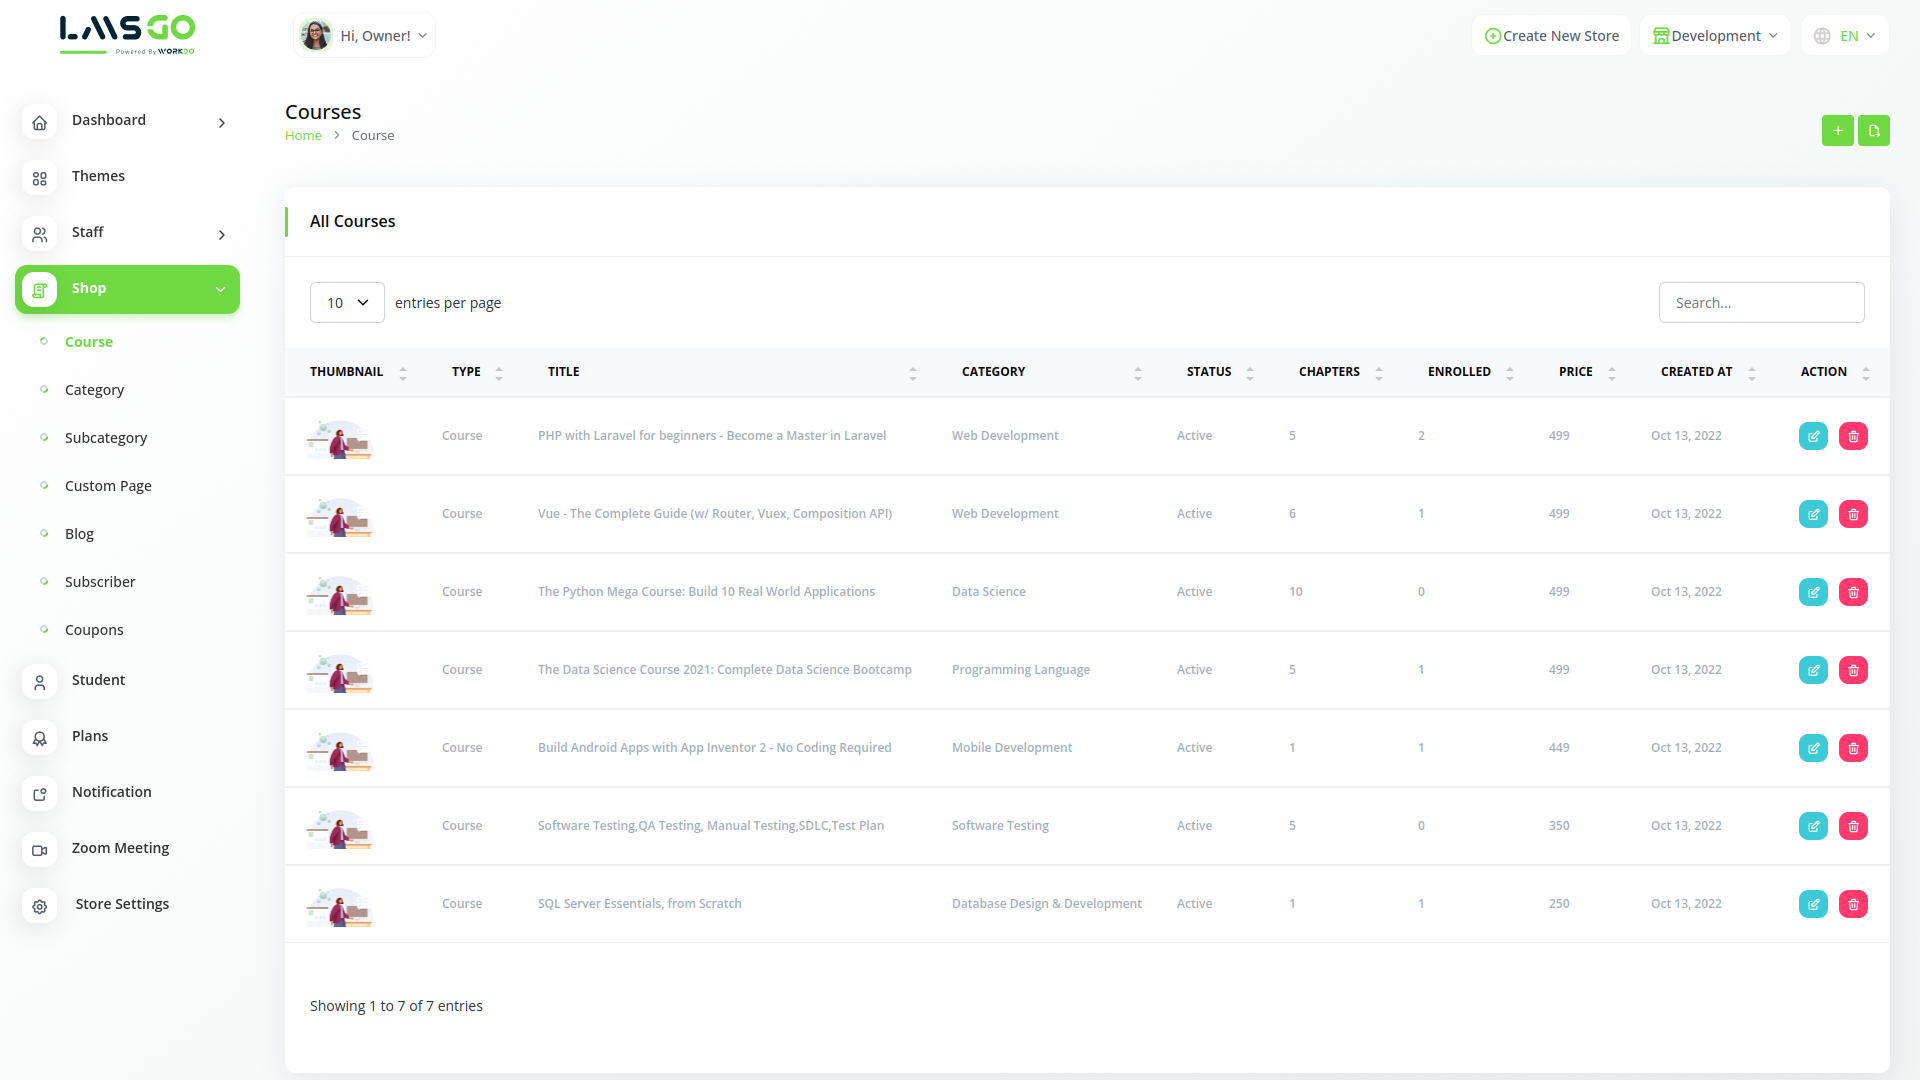 LMSGO
Powered By WORKDO
Hi, Owner!
Create New Store
Development
EN
Dashboard
Themes
Staff
Shop
Course
Category
Subcategory
Custom Page
Blog
Subscriber
Coupons
Student
Plans
Notification
Zoom Meeting
Store Settings
Courses
Home > Course
All Courses
10 entries per page
Search...
THUMBNAIL TYPE TITLE CATEGORY STATUS CHAPTERS ENROLLED PRICE CREATED AT ACTION
Course PHP with Laravel for beginners - Become a Master in Laravel Web Development Active 5 2 499 Oct 13, 2022
Course Vue - The Complete Guide (w/ Router, Vuex, Composition API) Web Development Active 6 1 499 Oct 13, 2022
Course The Python Mega Course: Build 10 Real World Applications Data Science Active 10 0 499 Oct 13, 2022
Course The Data Science Course 2021: Complete Data Science Bootcamp Programming Language Active 5 1 499 Oct 13, 2022
Course Build Android Apps with App Inventor 2 - No Coding Required Mobile Development Active 1 1 449 Oct 13, 2022
Course Software Testing,QA Testing, Manual Testing,SDLC,Test Plan Software Testing Active 5 0 350 Oct 13, 2022
Course SQL Server Essentials, from Scratch Database Design & Development Active 1 1 250 Oct 13, 2022
Showing 1 to 7 of 7 entries